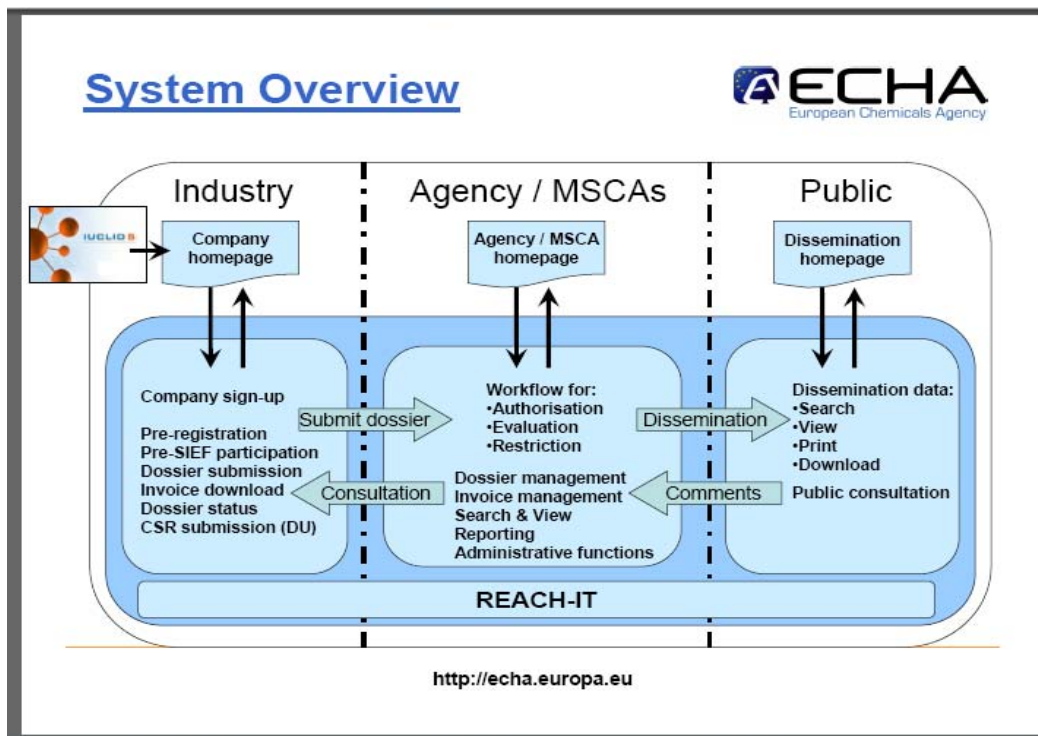 System Overview
ECHA
European Chemicals Agency
Industry
Agency / MSCAs
Public
IUCLID 5
Company
homepage
Agency / MSCA
homepage
Dissemination
homepage
Company sign-up
Pre-registration
Pre-SIEF participation
Dossier submission
Invoice download
Dossier status
CSR submission (DU)
Submit dossier
Consultation
Workflow for:
•Authorisation
•Evaluation
•Restriction
Dossier management
Invoice management
Search & View
Reporting
Administrative functions
Dissemination
Comments
Dissemination data:
•Search
•View
•Print
•Download
Public consultation
REACH-IT
http://echa.europa.eu